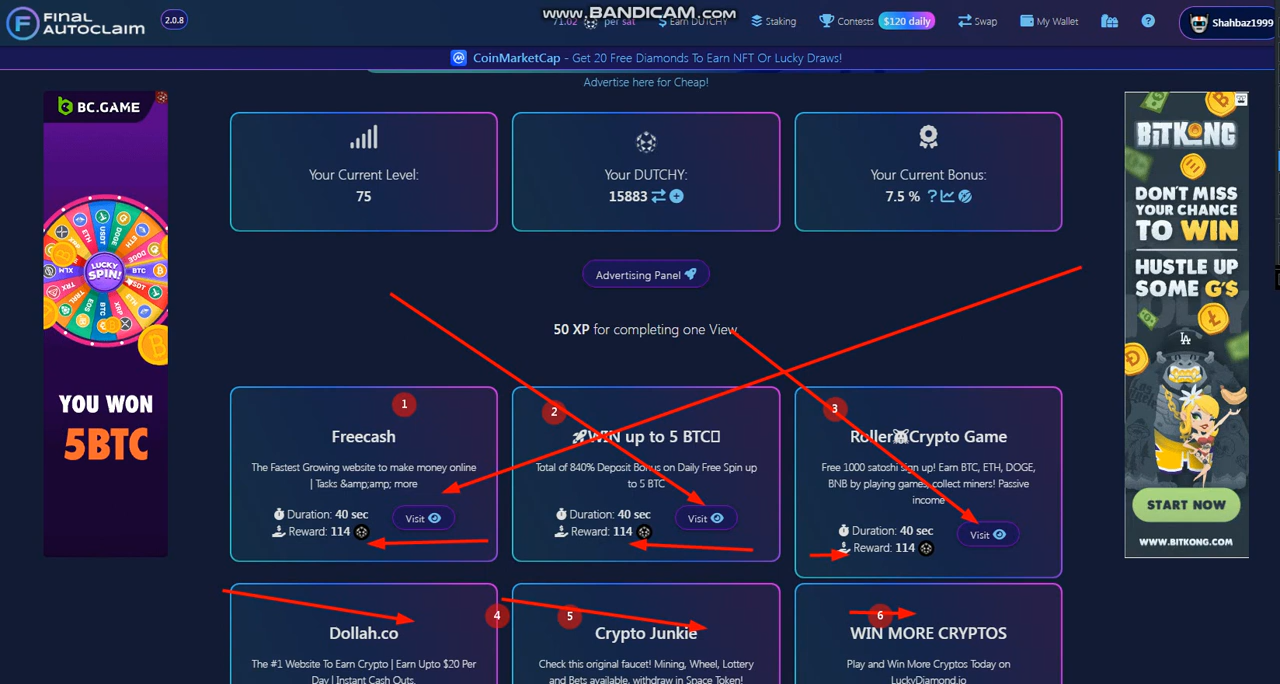 FINAL AUTOCLAIM
2.0.8
www.BANDICAM.com
71.02 per sat
$ Earn DUTCHY
Staking
Contests
$120 daily
Swap
My Wallet
?
Shahbaz1999
CoinMarketCap - Get 20 Free Diamonds To Earn NFT Or Lucky Draws!
Advertise here for Cheap!
BC.GAME
LUCKY
SPIN!
YOU WON
5BTC
Your Current Level:
75
Your DUTCHY:
15883
Your Current Bonus:
7.5 % ?
Advertising Panel
50 XP for completing one View
1
Freecash
The Fastest Growing website to make money online
| Tasks &amp;amp; more
Duration: 40 sec
Reward: 114
Visit
2
WIN up to 5 BTC
Total of 840% Deposit Bonus on Daily Free Spin up
to 5 BTC
Duration: 40 sec
Reward: 114
Visit
3
Roller Crypto Game
Free 1000 satoshi sign up! Earn BTC, ETH, DOGE,
BNB by playing games, collect miners! Passive
income
Duration: 40 sec
Reward: 114
Visit
4
Dollah.co
The #1 Website To Earn Crypto | Earn Upto $20 Per
Day | Instant Cash Outs.
5
Crypto Junkie
Check this original faucet! Mining, Wheel, Lottery
and Bets available, withdraw in Space Token!
6
WIN MORE CRYPTOS
Play and Win More Cryptos Today on
LuckyDiamond.io
BITKONG
DON'T MISS
YOUR CHANCE
TO WIN
HUSTLE UP
SOME G'$
LA
START NOW
WWW.BITKONG.COM